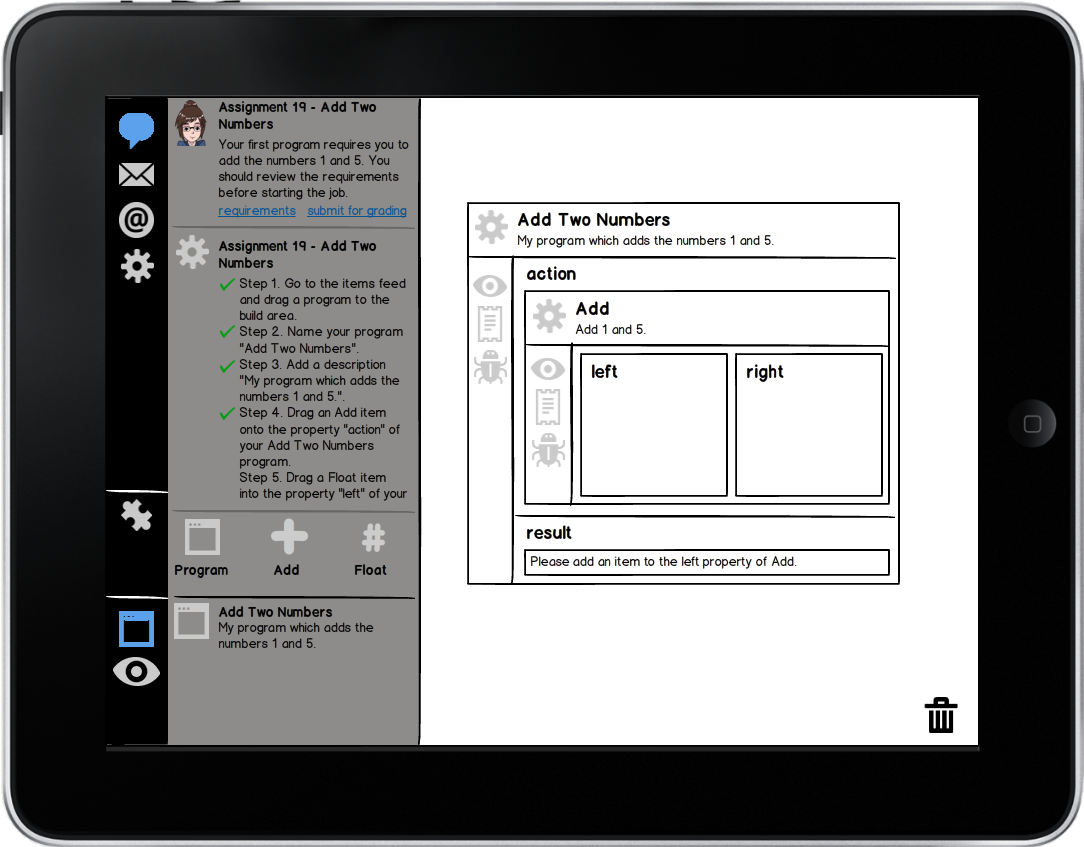 Assignment 19 - Add Two
Numbers
Your first program requires you to
add the numbers 1 and 5. You
should review the requirements
before starting the job.
requirements submit for grading
Assignment 19 - Add Two
Numbers
Step 1. Go to the items feed
and drag a program to the
build area.
Step 2. Name your program
"Add Two Numbers".
Step 3. Add a description
"My program which adds the
numbers 1 and 5.".
Step 4. Drag an Add item
onto the property "action" of
your Add Two Numbers
program.
Step 5. Drag a Float item
into the property "left" of your
Program Add Float
Add Two Numbers
My program which adds the
numbers 1 and 5.
Add Two Numbers
My program which adds the numbers 1 and 5.
action
Add
Add 1 and 5.
left right
result
Please add an item to the left property of Add.